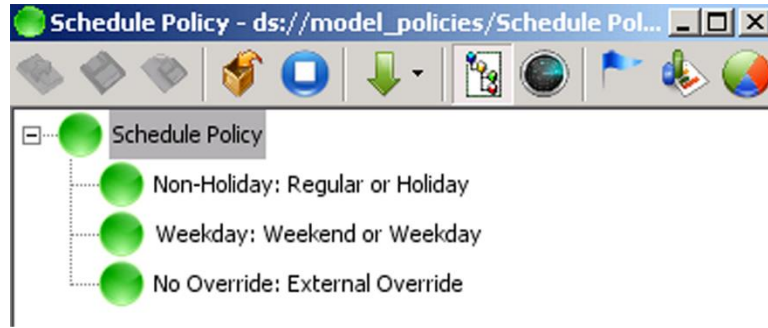 Schedule Policy - ds://model_policies/Schedule Pol...
Schedule Policy
Non-Holiday: Regular or Holiday
Weekday: Weekend or Weekday
No Override: External Override